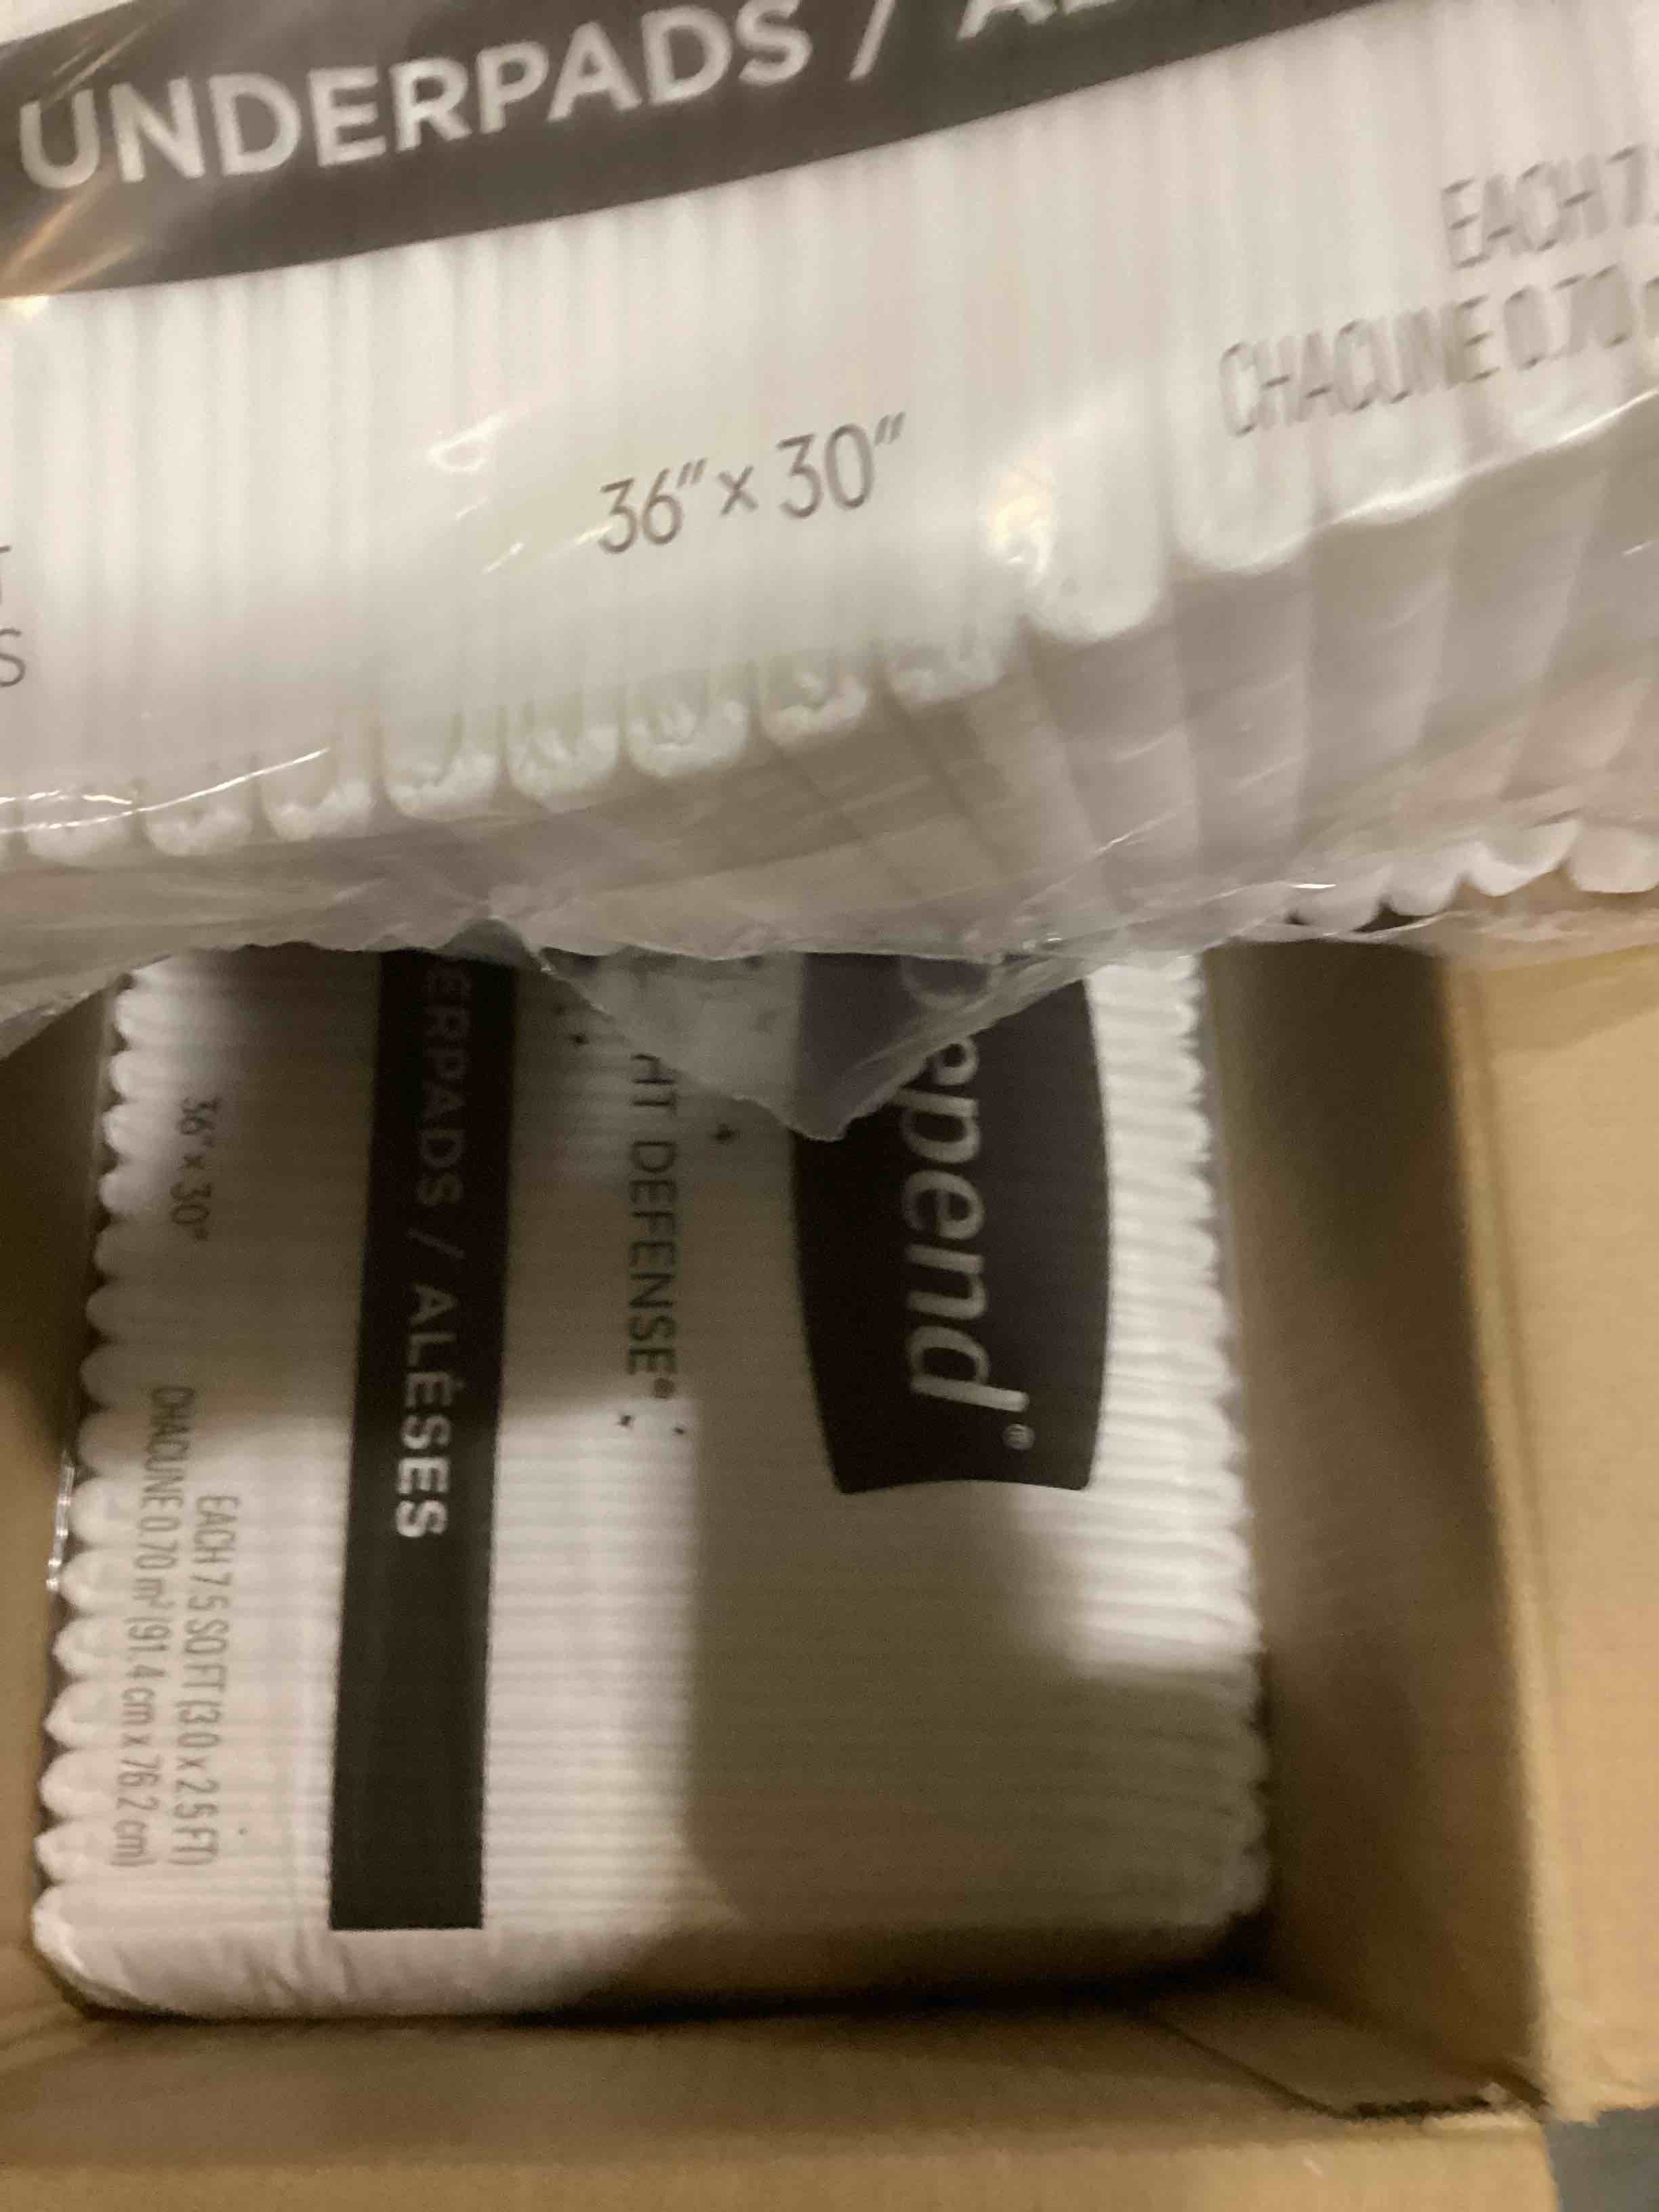 UNDERPADS /
36" x 30"
EACH 7.
CHACUNE 0.70
S
epend®
HT DEFENSE®
ERPADS / ALÈSES
36" x 30"
EACH 7.5 SQ FT (3.0 x 2.5 FT)
CHACUNE 0.70 m² (91.4 cm x 76.2 cm)